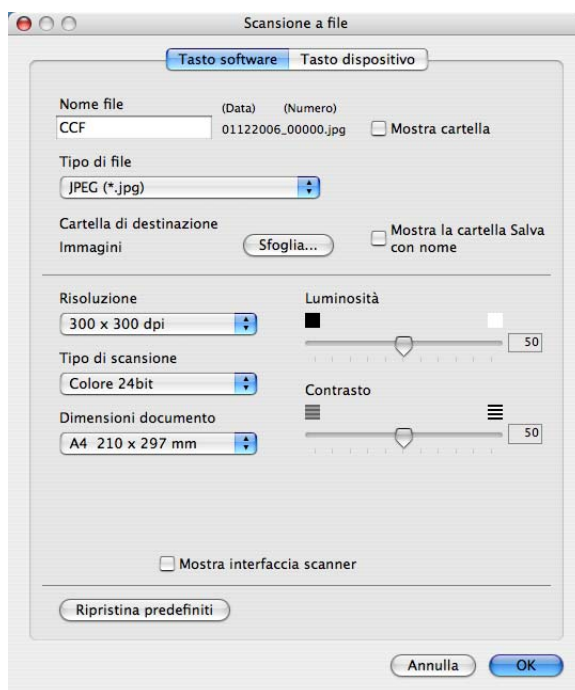 Scansione a file
Tasto software Tasto dispositivo
Nome file (Data) (Numero)
CCF 01122006_00000.jpg Mostra cartella
Tipo di file
JPEG (*.jpg)
Cartella di destinazione
Immagini Sfoglia... Mostra la cartella Salva
con nome
Risoluzione Luminosità
300 x 300 dpi
50
Tipo di scansione
Colore 24bit
Contrasto
Dimensioni documento
A4 210 x 297 mm 50
Mostra interfaccia scanner
Ripristina predefiniti
Annulla OK